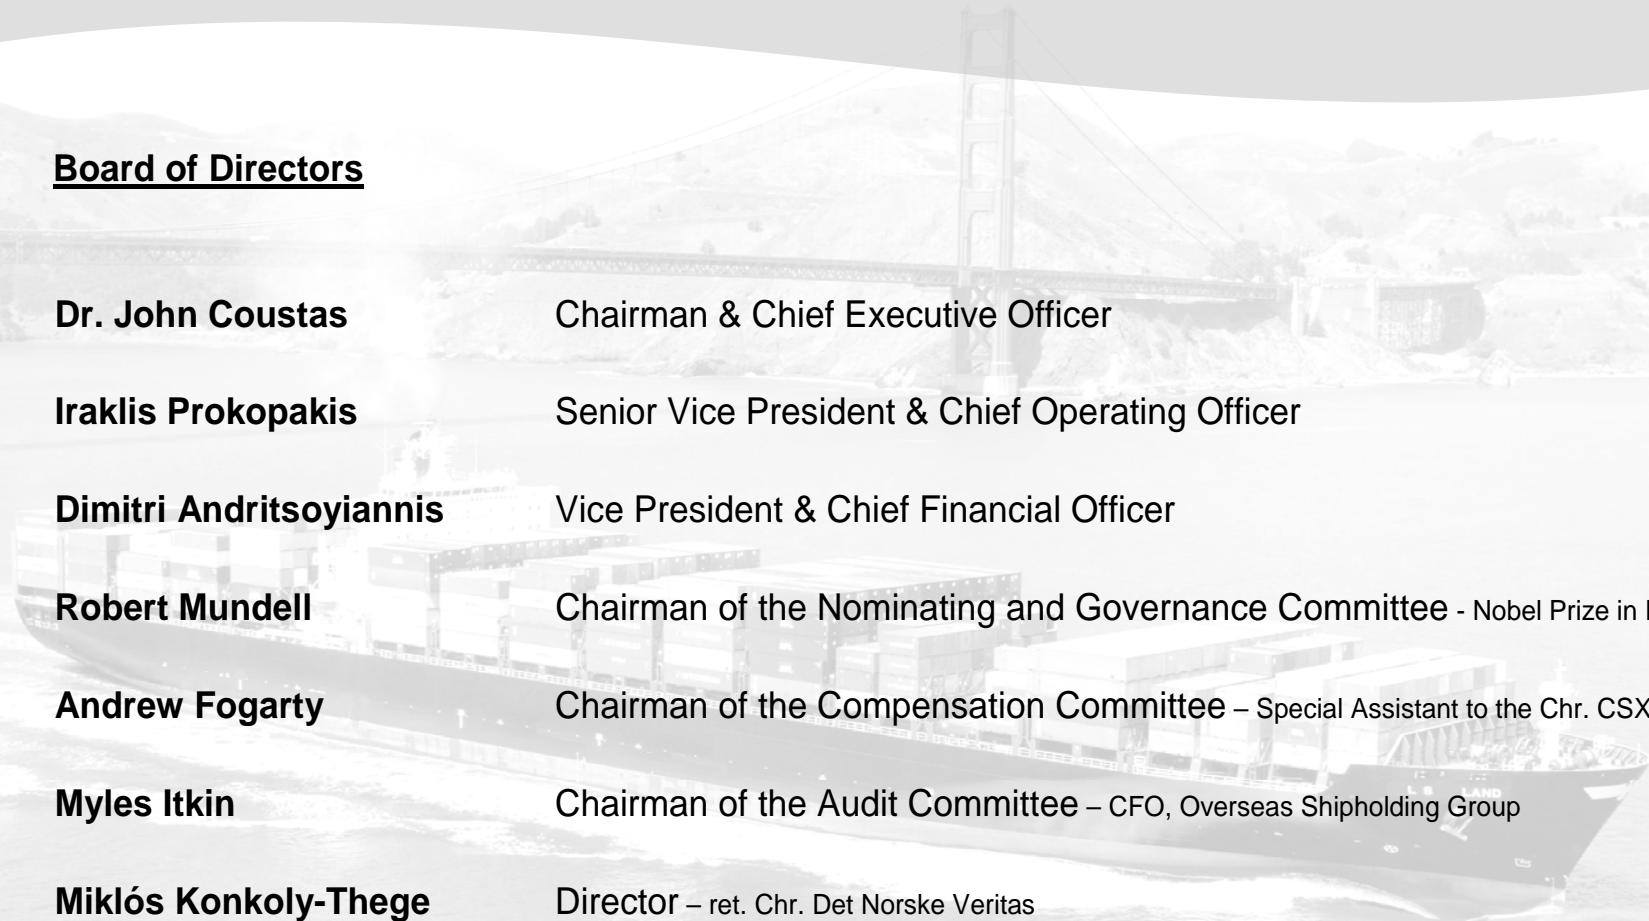 Board of Directors
Dr. John Coustas Chairman & Chief Executive Officer
Iraklis Prokopakis Senior Vice President & Chief Operating Officer
Dimitri Andritsoyiannis Vice President & Chief Financial Officer
Robert Mundell Chairman of the Nominating and Governance Committee - Nobel Prize in
Andrew Fogarty Chairman of the Compensation Committee – Special Assistant to the Chr. CSX
Myles Itkin Chairman of the Audit Committee – CFO, Overseas Shipholding Group
Miklós Konkoly-Thege Director – ret. Chr. Det Norske Veritas
LAND